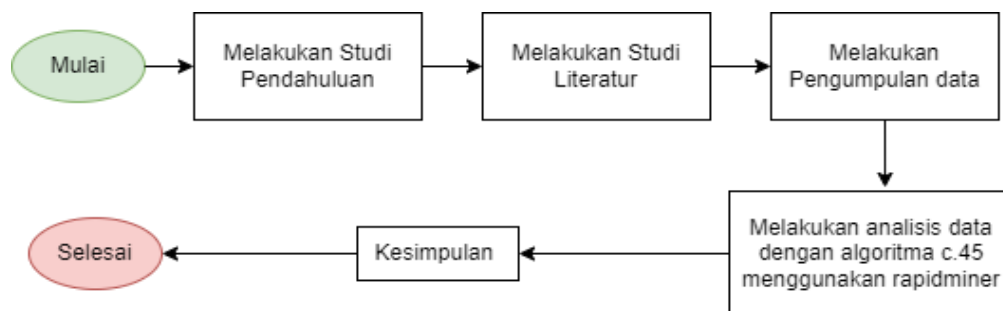 Mulai
Melakukan Studi
Pendahuluan
Melakukan Studi
Literatur
Melakukan
Pengumpulan data
Melakukan analisis data
dengan algoritma c.45
menggunakan rapidminer
Kesimpulan
Selesai